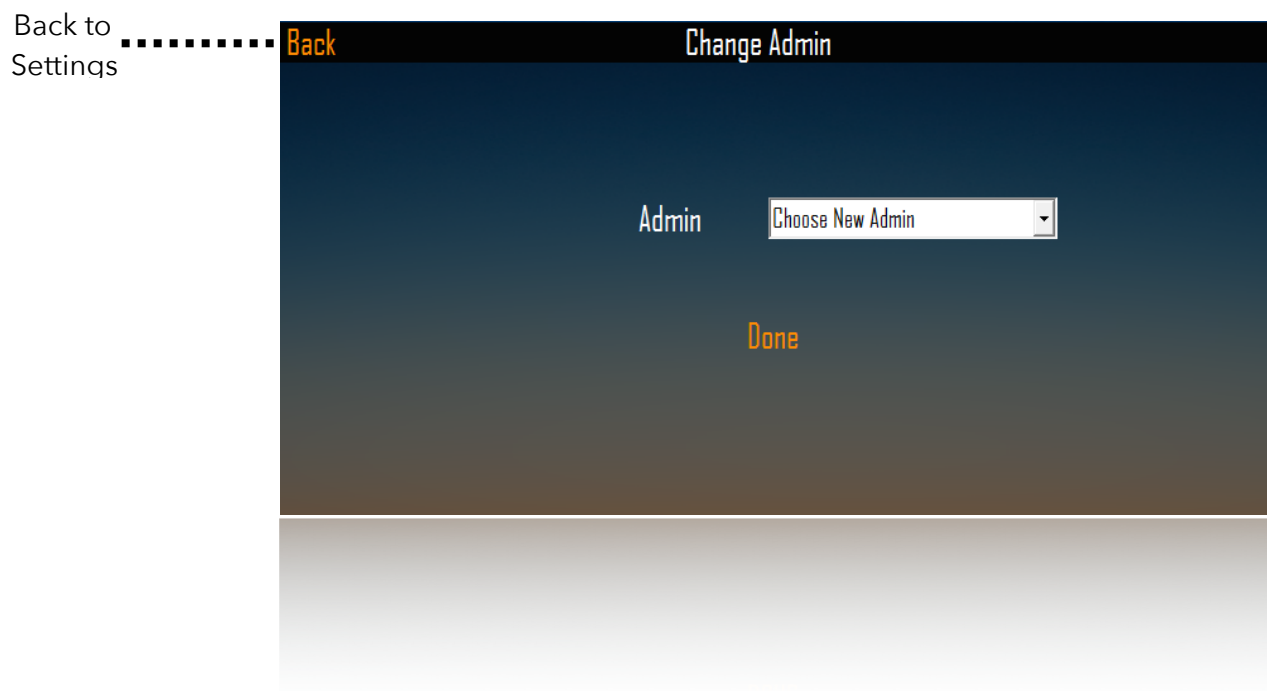 Back to
Settings
Back
Change Admin
Admin
Choose New Admin
Done